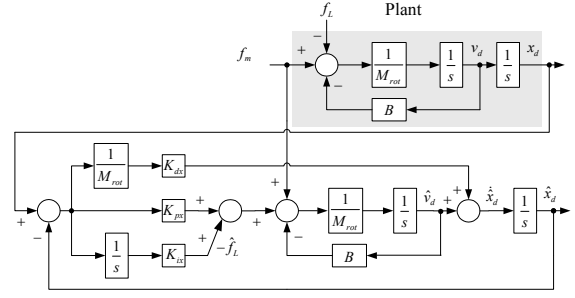 f_L Plant
f_m + − 1/M_rot 1/s v_d 1/s x_d
− B
+
1/M_rot K_dx
+ − K_px + + + 1/M_rot 1/s v̂_d + + ẋ̂_d 1/s x̂_d
1/s K_ix + −f̂_L − B